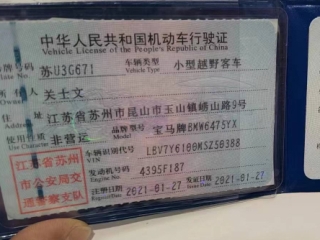 中华人民共和国机动车行驶证
Vehicle License of the People's Republic of China
号牌号码 苏U3G671 车辆类型 小型越野客车
Plate No. Vehicle Type
所有人 关士文
Owner
住址 江苏省苏州市昆山市玉山镇嵪山路9号
Address
使用性质 非营运 品牌型号 宝马牌BMW6475YX
Use Character Model
江苏省苏州
市公安局交
通警察支队
车辆识别代号 LBV7Y6100MSZ50388
VIN
发动机号码 4395F187
Engine No.
注册日期 2021-01-27 发证日期 2021-01-27
Register Date Issue Date